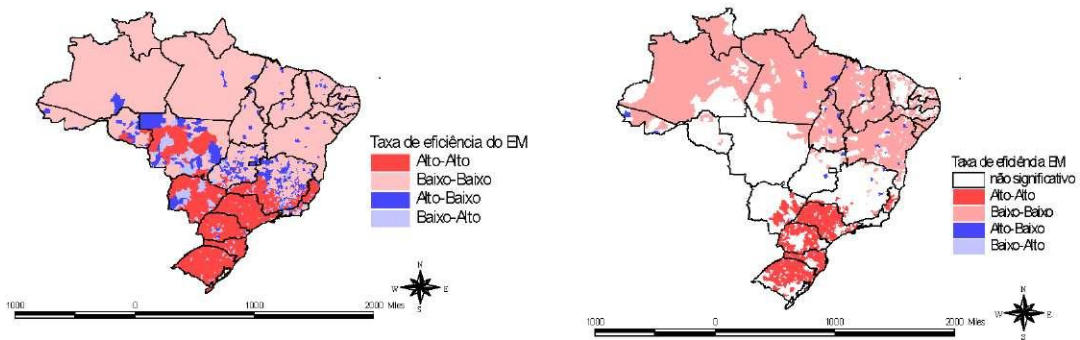 Taxa de eficiência do EM
Alto-Alto
Baixo-Baixo
Alto-Baixo
Baixo-Alto
N
W E
S
1000 0 1000 2000 Miles
Taxa de eficiência EM
não significativo
Alto-Alto
Baixo-Baixo
Alto-Baixo
Baixo-Alto
N
W E
S
1000 0 1000 2000 Miles